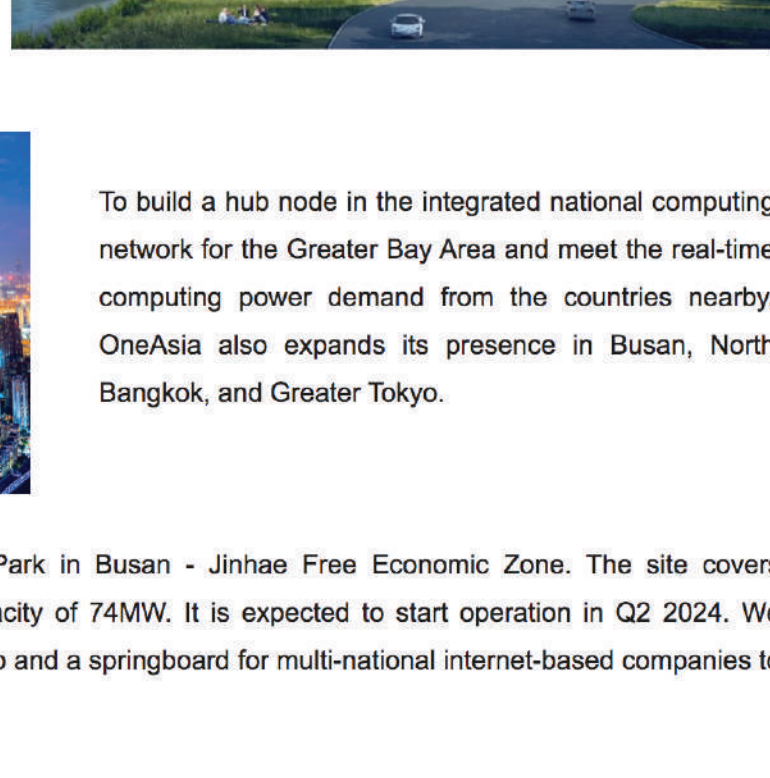 To build a hub node in the integrated national computing
network for the Greater Bay Area and meet the real-time
computing power demand from the countries nearby,
OneAsia also expands its presence in Busan, North
Bangkok, and Greater Tokyo.
Park in Busan - Jinhae Free Economic Zone. The site covers
city of 74MW. It is expected to start operation in Q2 2024. We
and a springboard for multi-national internet-based companies to